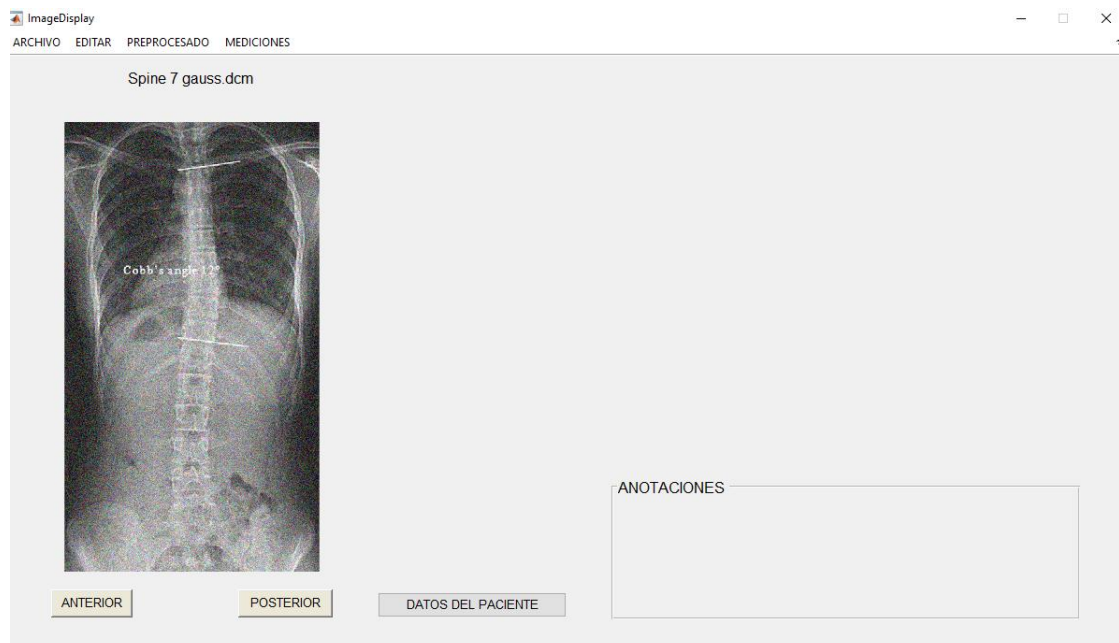 ImageDisplay
ARCHIVO EDITAR PREPROCESADO MEDICIONES
Spine 7 gauss.dcm
Cobb's angle 12°
ANOTACIONES
ANTERIOR POSTERIOR DATOS DEL PACIENTE